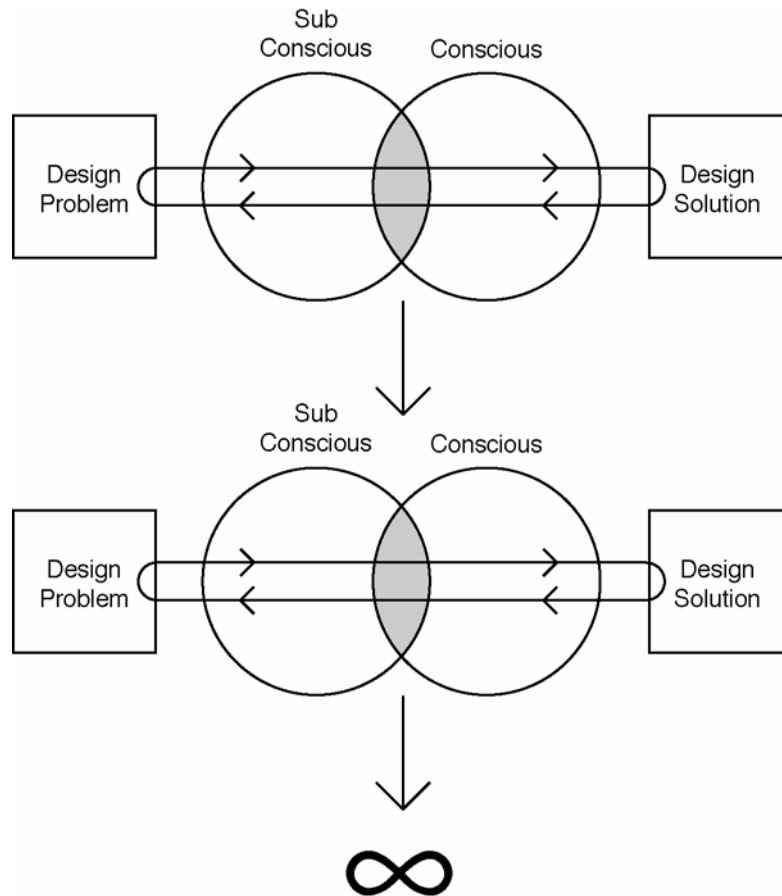 Sub
Conscious
Conscious
Design
Problem
Design
Solution
Sub
Conscious
Conscious
Design
Problem
Design
Solution
∞